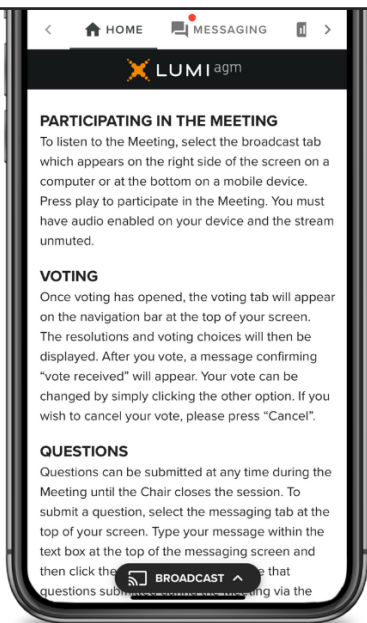 HOME MESSAGING
LUMI agm
PARTICIPATING IN THE MEETING
To listen to the Meeting, select the broadcast tab
which appears on the right side of the screen on a
computer or at the bottom on a mobile device.
Press play to participate in the Meeting. You must
have audio enabled on your device and the stream
unmuted.
VOTING
Once voting has opened, the voting tab will appear
on the navigation bar at the top of your screen.
The resolutions and voting choices will then be
displayed. After you vote, a message confirming
“vote received” will appear. Your vote can be
changed by simply clicking the other option. If you
wish to cancel your vote, please press “Cancel”.
QUESTIONS
Questions can be submitted at any time during the
Meeting until the Chair closes the session. To
submit a question, select the messaging tab at the
top of your screen. Type your message within the
text box at the top of the messaging screen and
then click the that
BROADCAST
questions via the